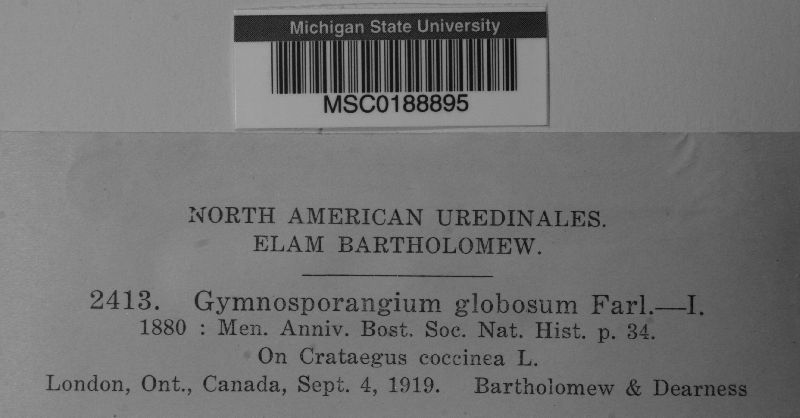 Michigan State University
MSC0188895
NORTH AMERICAN UREDINALES.
ELAM BARTHOLOMEW.
2413. Gymnosporangium globosum Farl.—I.
1880 : Men. Anniv. Bost. Soc. Nat. Hist. p. 34.
On Crataegus coccinea L.
London, Ont., Canada, Sept. 4, 1919. Bartholomew & Dearness